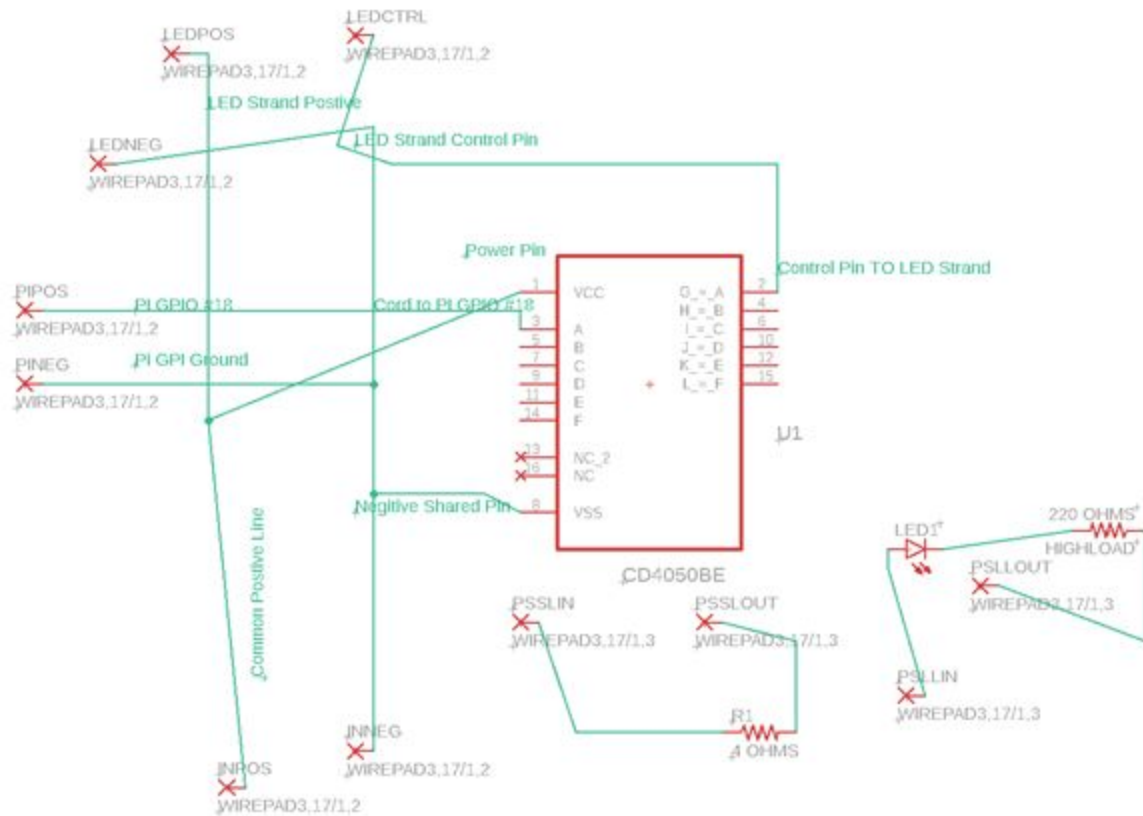 LEDCTRL
WIREPAD3,17/1,2
LEDPOS
WIREPAD3,17/1,2
LED Strand Postive
LED Strand Control Pin
LEDNEG
WIREPAD3,17/1,2
Power Pin
Control Pin TO LED Strand
PIPOS
WIREPAD3,17/1,2
PI GPIO #18
Cord to PI GPIO #18
PINEG
WIREPAD3,17/1,2
PI GPI Ground
1 VCC
3 A
5 B
7 C
9 D
11 E
14 F
13 NC_2
16 NC
8 VSS
G_=_A 2
H_=_B 4
I_=_C 6
J_=_D 10
K_=_E 12
L_=_F 15
U1
Negitive Shared Pin
CD4050BE
Common Postive Line
LED1
220 OHMS
HIGHLOAD
PSLLOUT
WIREPAD3,17/1,3
PSSLIN
WIREPAD3,17/1,3
PSSLOUT
WIREPAD3,17/1,3
PSLLIN
WIREPAD3,17/1,3
R1
4 OHMS
INNEG
WIREPAD3,17/1,2
INPOS
WIREPAD3,17/1,2